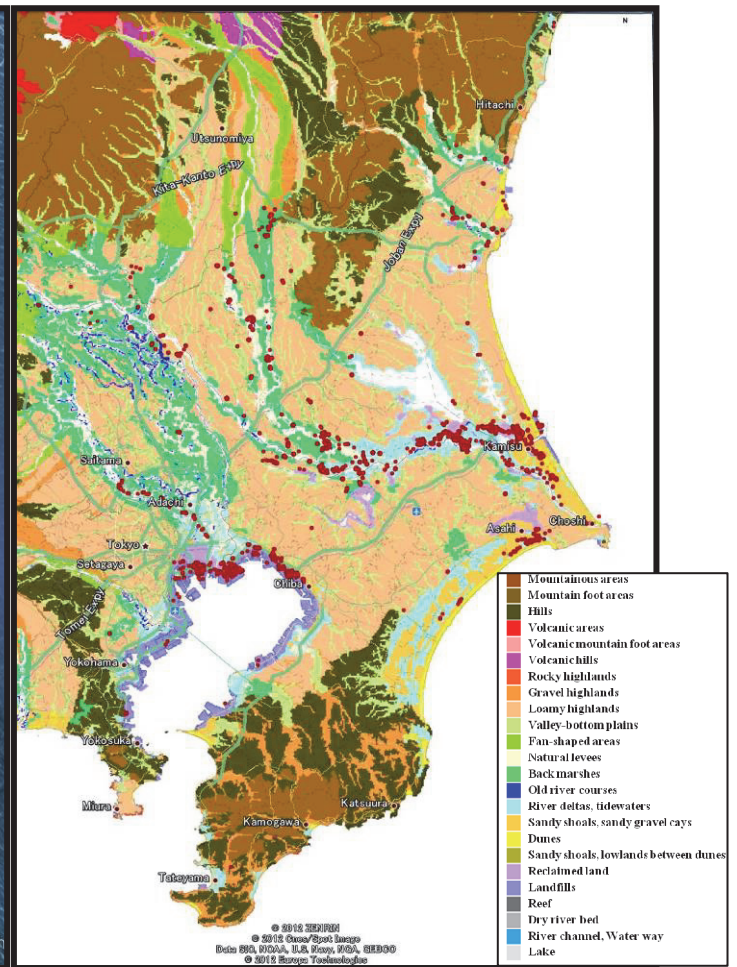 N
Hitachi
Utsunomiya
Kita-Kanto Expy
Joban Expy
Saitama
Kamisu
Adachi
Asahi
Choshi
Tokyo
Setagaya
Chiba
Tomei Expy
Yokohama
Yokosuka
Miura
Katsuura
Kamogawa
Tateyama
© 2012 ZENRIN
© 2012 Cnes/Spot Image
Data SIO, NOAA, U.S. Navy, NGA, GEBCO
© 2012 Europa Technologies
Mountainous areas
Mountain foot areas
Hills
Volcanic areas
Volcanic mountain foot areas
Volcanic hills
Rocky highlands
Gravel highlands
Loamy highlands
Valley-bottom plains
Fan-shaped areas
Natural levees
Back marshes
Old river courses
River deltas, tidewaters
Sandy shoals, sandy gravel cays
Dunes
Sandy shoals, lowlands between dunes
Reclaimed land
Landfills
Reef
Dry river bed
River channel, Water way
Lake